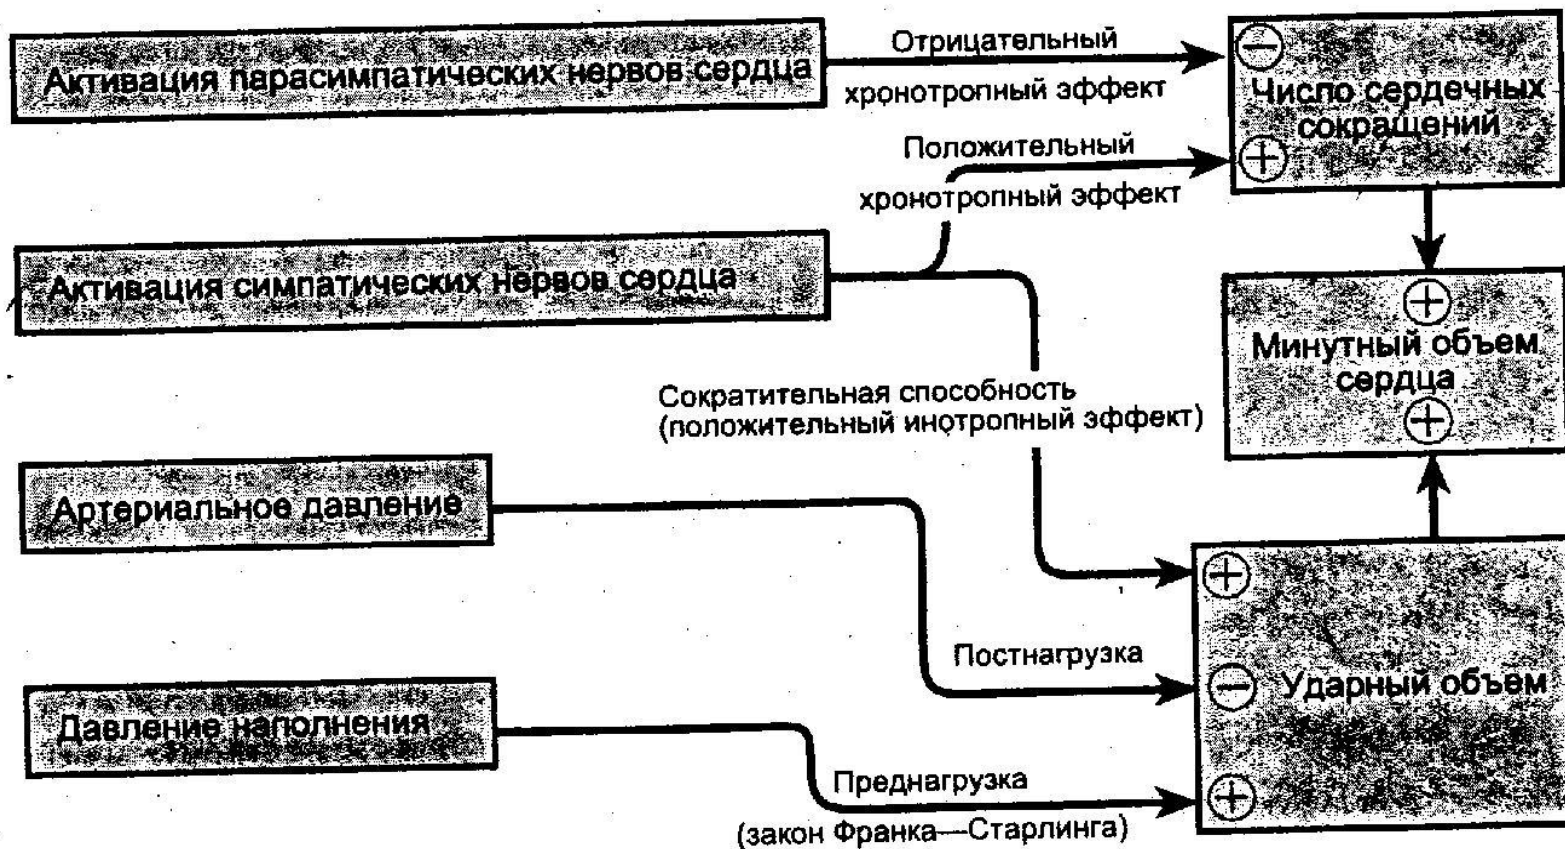 Активация парасимпатических нервов сердца
Отрицательный
хронотропный эффект
−
Число сердечных
сокращений
+
Положительный
хронотропный эффект
Активация симпатических нервов сердца
+
Минутный объем
сердца
+
Сократительная способность
(положительный инотропный эффект)
Артериальное давление
+
Постнагрузка
−
Ударный объем
Давление наполнения
Преднагрузка
(закон Франка—Старлинга)
+